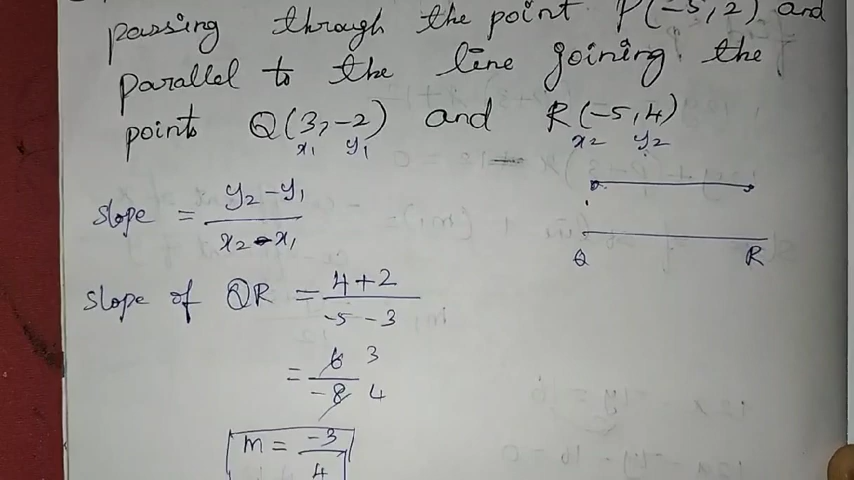 passing through the point P(-5,2) and
parallel to the line joining the
points Q(3,-2) and R(-5,4)
x1 y1 x2 y2
slope = y2-y1
x2-x1
Q R
slope of QR = 4+2
-5-3
= 6 3
-8 4
m = -3
4